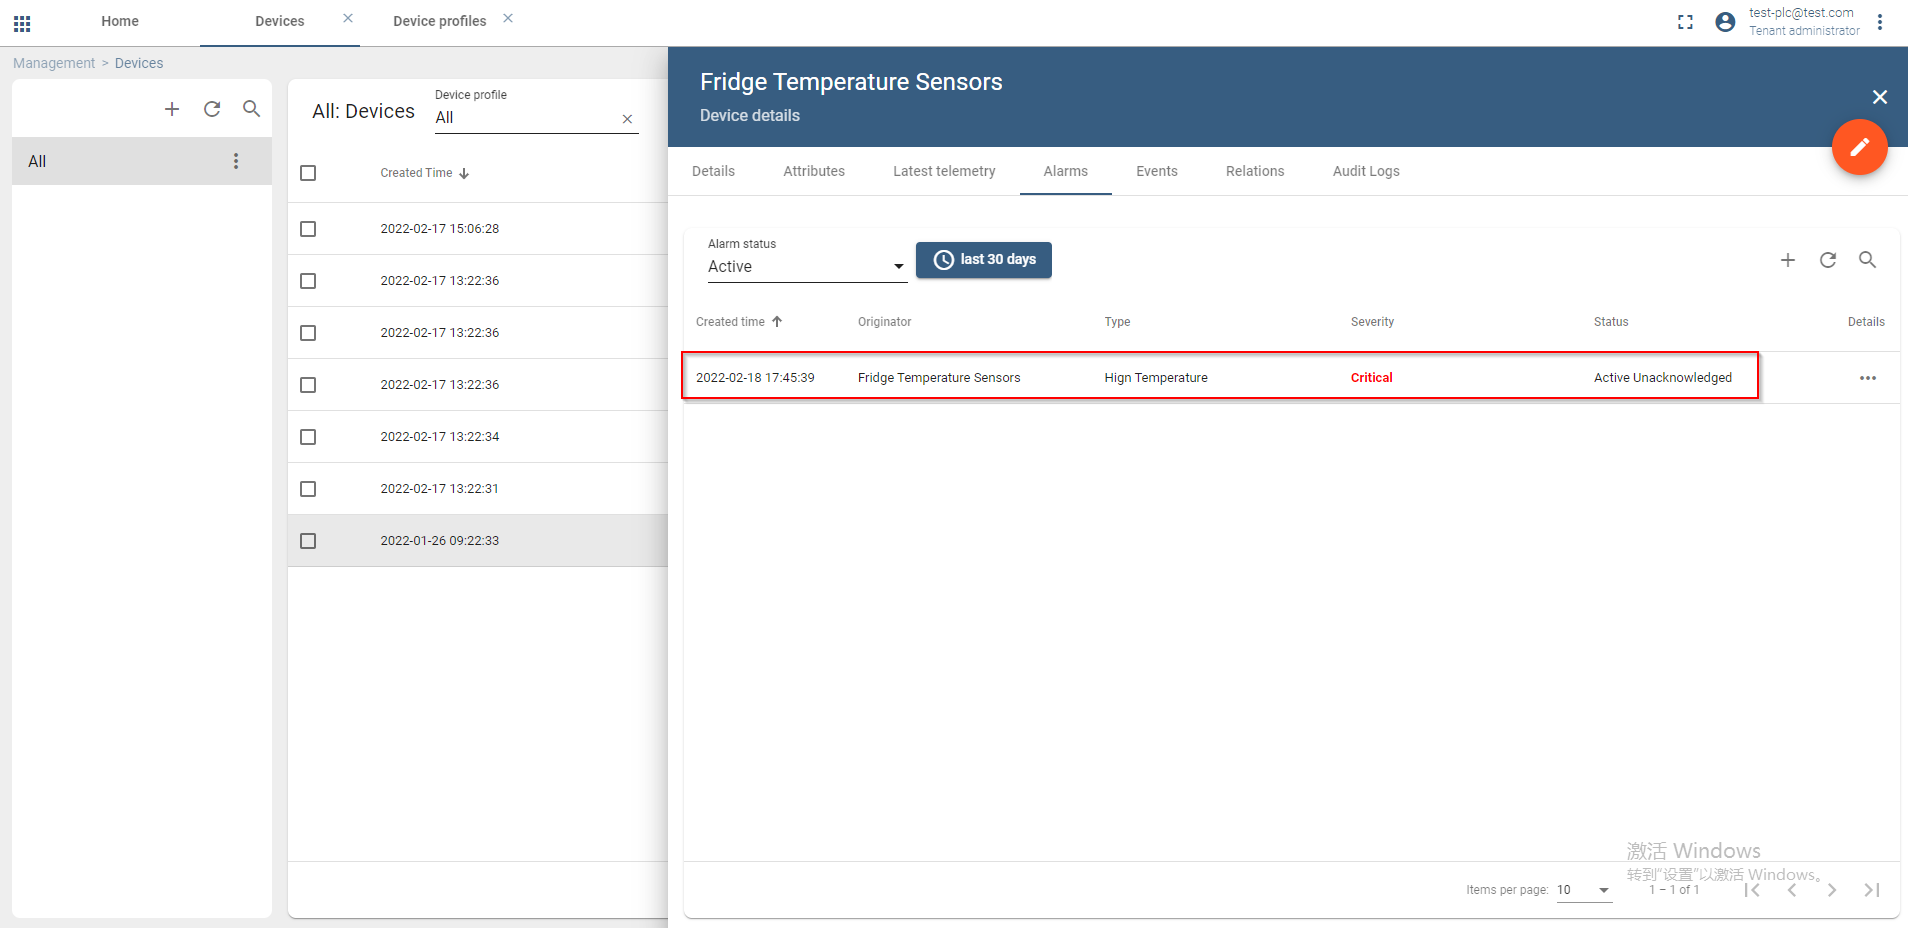 Home
Devices
Device profiles
test-plc@test.com
Tenant administrator
Management > Devices
All
All: Devices
Device profile
All
Created Time
2022-02-17 15:06:28
2022-02-17 13:22:36
2022-02-17 13:22:36
2022-02-17 13:22:36
2022-02-17 13:22:34
2022-02-17 13:22:31
2022-01-26 09:22:33
Fridge Temperature Sensors
Device details
Details Attributes Latest telemetry Alarms Events Relations Audit Logs
Alarm status
Active
last 30 days
Created time Originator Type Severity Status Details
2022-02-18 17:45:39 Fridge Temperature Sensors Hign Temperature Critical Active Unacknowledged
激活 Windows
转到“设置”以激活 Windows。
Items per page: 10 1 – 1 of 1